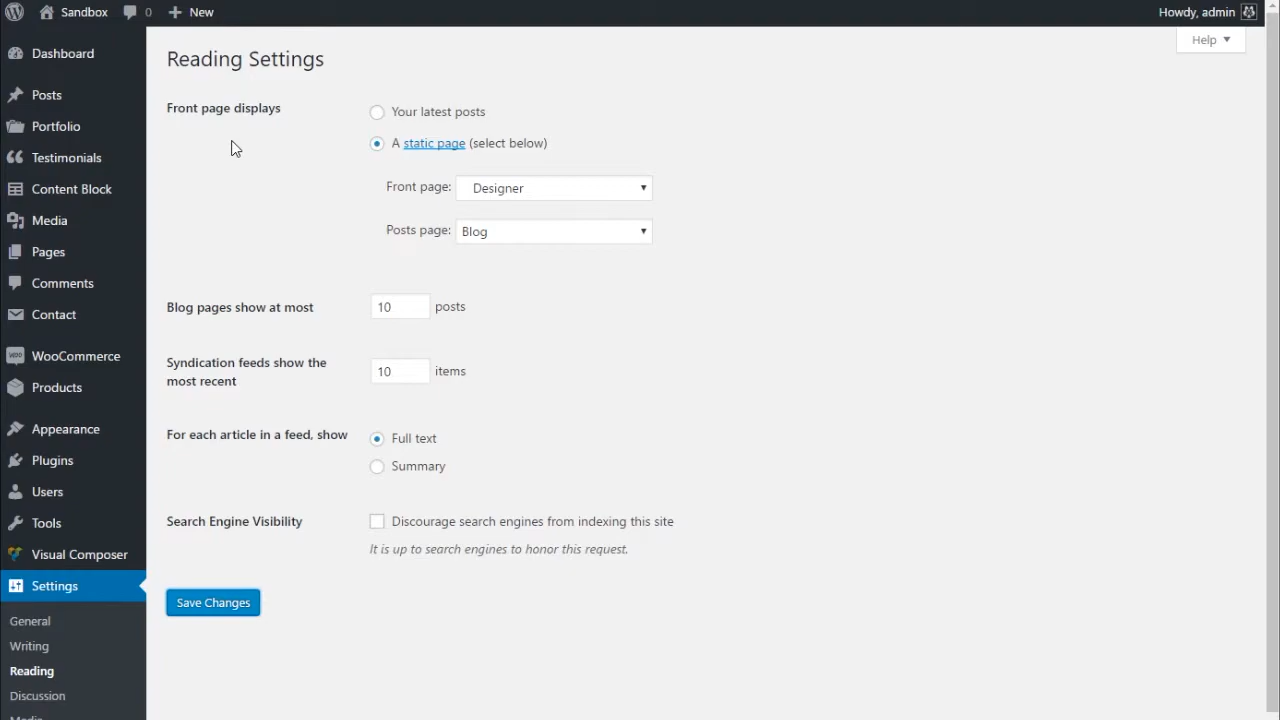 Sandbox
0
New
Howdy, admin
Help
Dashboard
Posts
Portfolio
Testimonials
Content Block
Media
Pages
Comments
Contact
WooCommerce
Products
Appearance
Plugins
Users
Tools
Visual Composer
Settings
General
Writing
Reading
Discussion
Media
Reading Settings
Front page displays
Your latest posts
A static page (select below)
Front page: Designer
Posts page: Blog
Blog pages show at most 10 posts
Syndication feeds show the
most recent
10 items
For each article in a feed, show
Full text
Summary
Search Engine Visibility
Discourage search engines from indexing this site
It is up to search engines to honor this request.
Save Changes